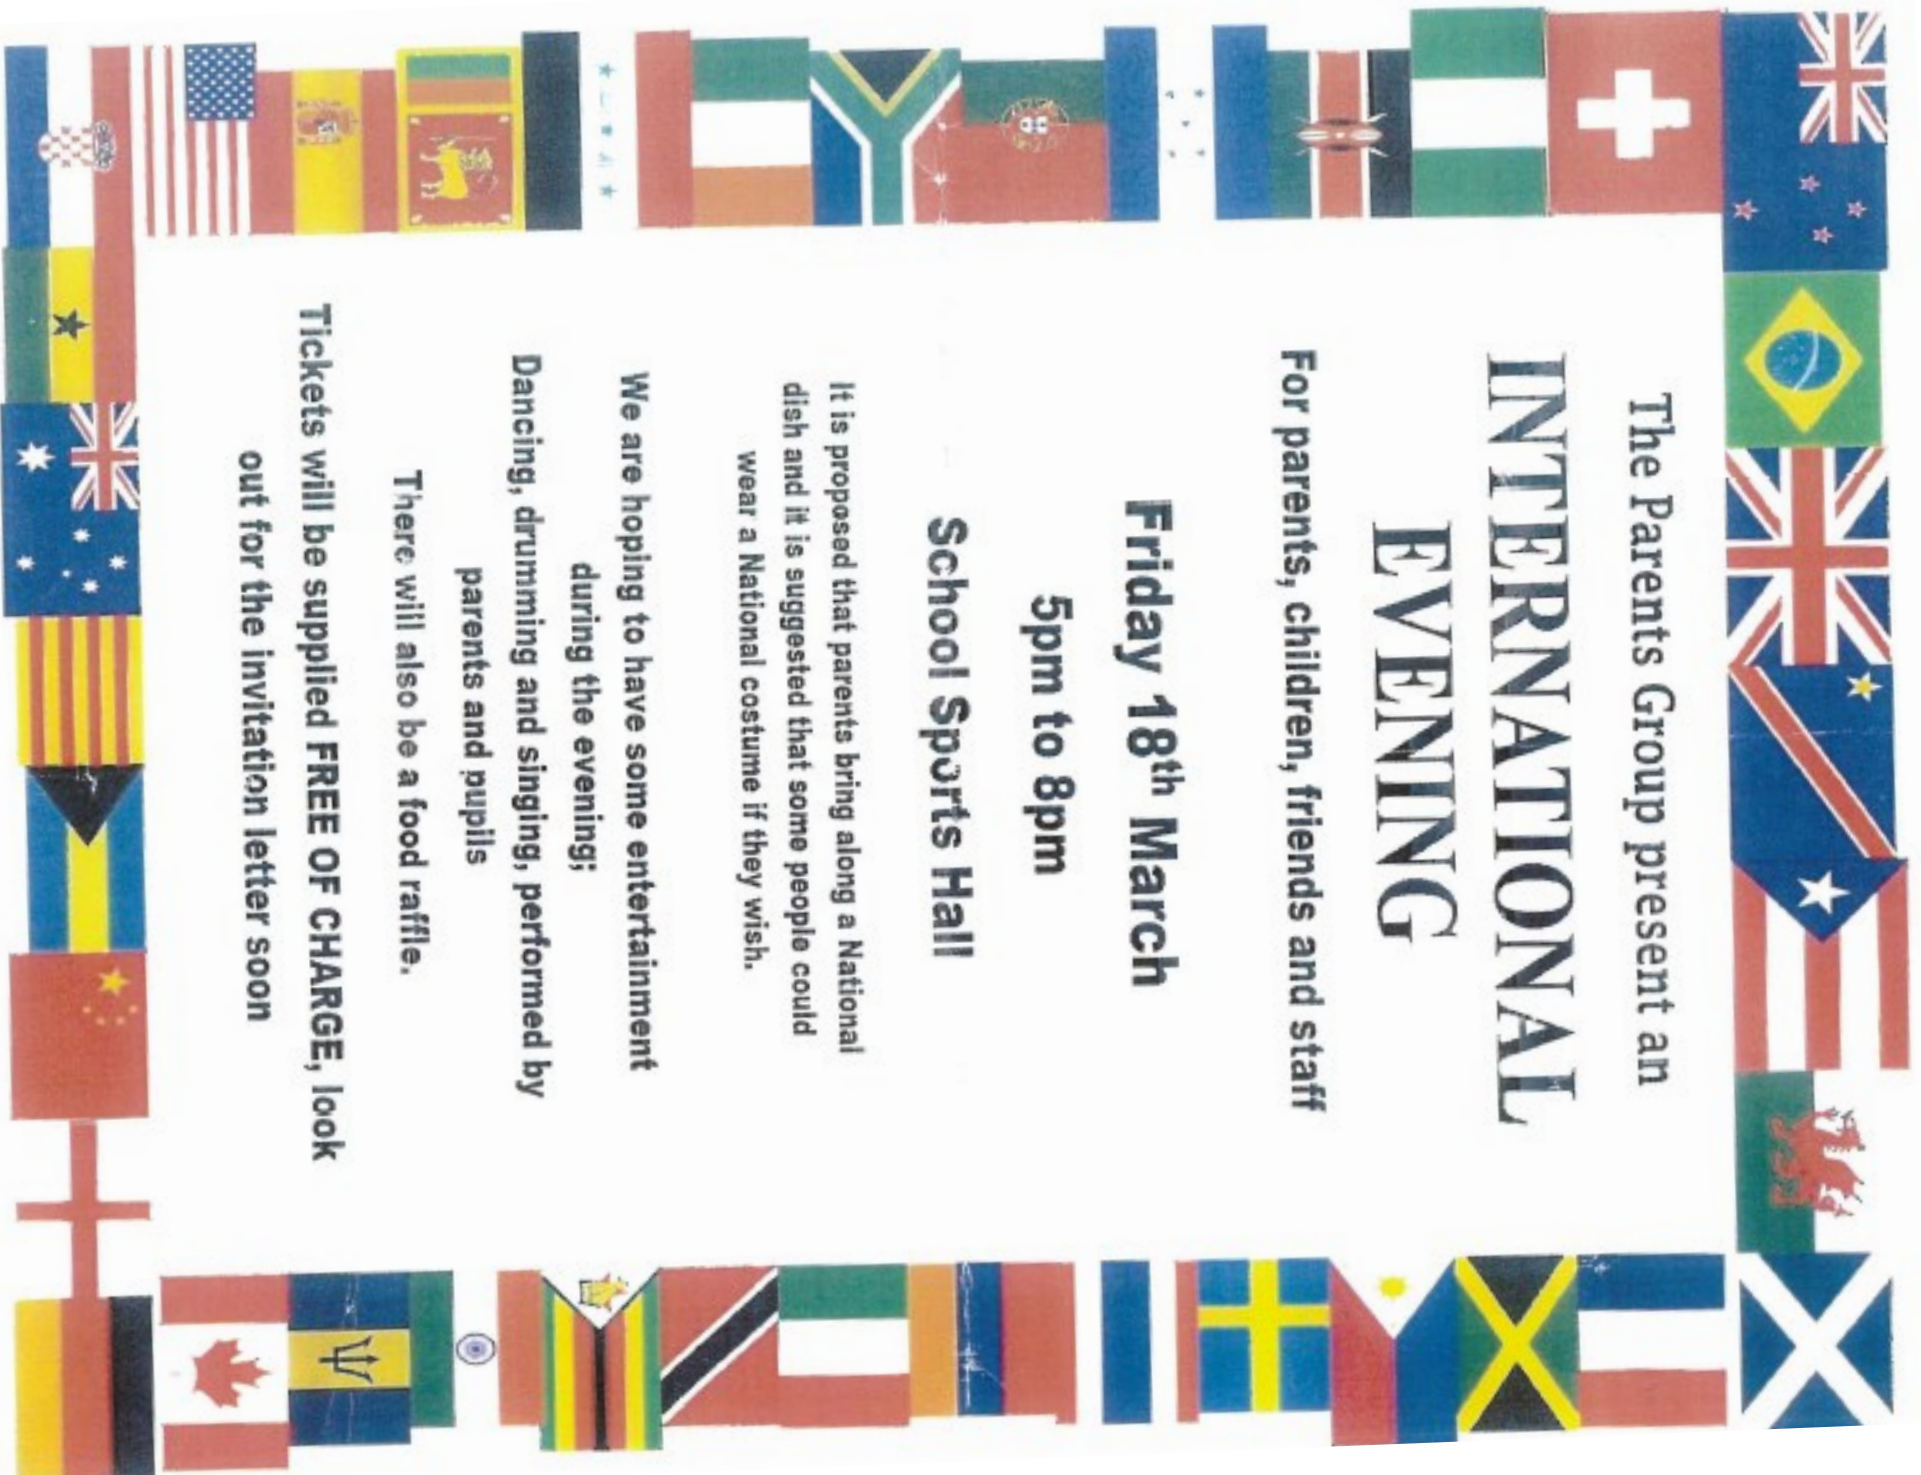 The Parents Group present an
INTERNATIONAL
EVENING
For parents, children, friends and staff
Friday 18th March
5pm to 8pm
School Sports Hall
It is proposed that parents bring along a National
dish and it is suggested that some people could
wear a National costume if they wish.
We are hoping to have some entertainment
during the evening;
Dancing, drumming and singing, performed by
parents and pupils
There will also be a food raffle.
Tickets will be supplied FREE OF CHARGE, look
out for the invitation letter soon